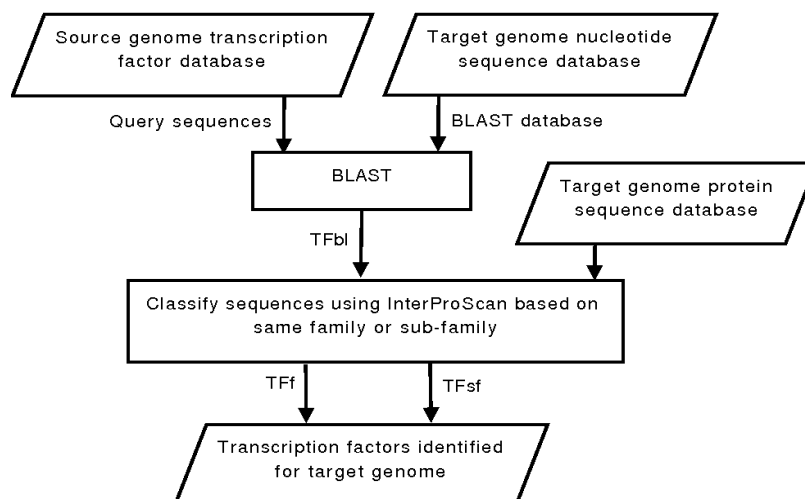 Source genome transcription
factor database
Target genome nucleotide
sequence database
Query sequences
BLAST database
BLAST
Target genome protein
sequence database
TFbl
Classify sequences using InterProScan based on
same family or sub-family
TFf
TFsf
Transcription factors identified
for target genome